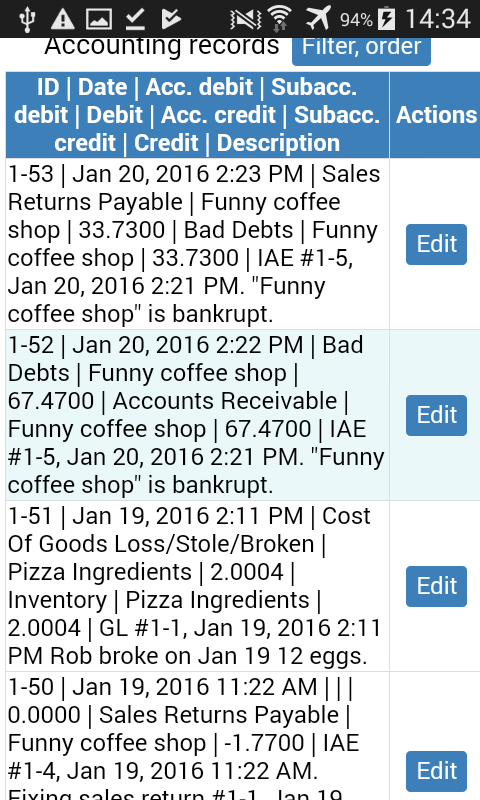 94% 14:34
Accounting records Filter, order
ID | Date | Acc. debit | Subacc.
debit | Debit | Acc. credit | Subacc.
credit | Credit | Description
Actions
1-53 | Jan 20, 2016 2:23 PM | Sales
Returns Payable | Funny coffee
shop | 33.7300 | Bad Debts | Funny
coffee shop | 33.7300 | IAE #1-5,
Jan 20, 2016 2:21 PM. "Funny
coffee shop" is bankrupt.
Edit
1-52 | Jan 20, 2016 2:22 PM | Bad
Debts | Funny coffee shop |
67.4700 | Accounts Receivable |
Funny coffee shop | 67.4700 | IAE
#1-5, Jan 20, 2016 2:21 PM. "Funny
coffee shop" is bankrupt.
Edit
1-51 | Jan 19, 2016 2:11 PM | Cost
Of Goods Loss/Stole/Broken |
Pizza Ingredients | 2.0004 |
Inventory | Pizza Ingredients |
2.0004 | GL #1-1, Jan 19, 2016 2:11
PM Rob broke on Jan 19 12 eggs.
Edit
1-50 | Jan 19, 2016 11:22 AM | | |
0.0000 | Sales Returns Payable |
Funny coffee shop | -1.7700 | IAE
#1-4, Jan 19, 2016 11:22 AM.
Fixing sales return #1-1, Jan 19
Edit